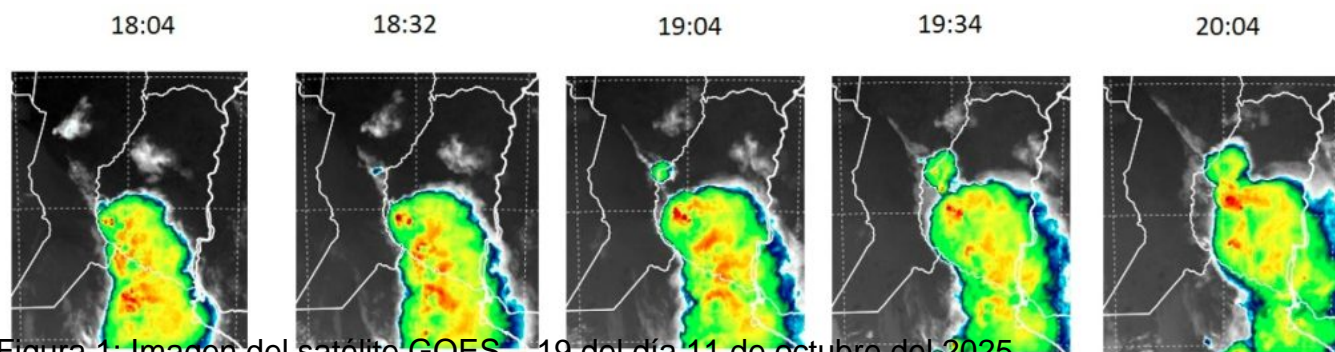 18:04 18:32 19:04 19:34 20:04
Figura 1: Imagen del satélite GOES – 19 del día 11 de octubre del 2025